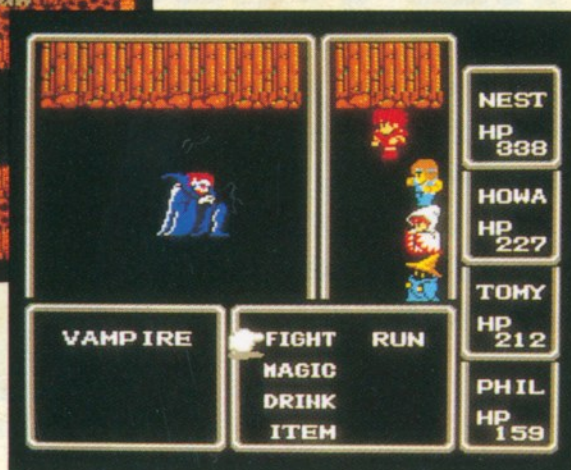 NEST
HP
338
HOWA
HP
227
TOMY
HP
212
PHIL
HP
159
VAMPIRE
FIGHT RUN
MAGIC
DRINK
ITEM